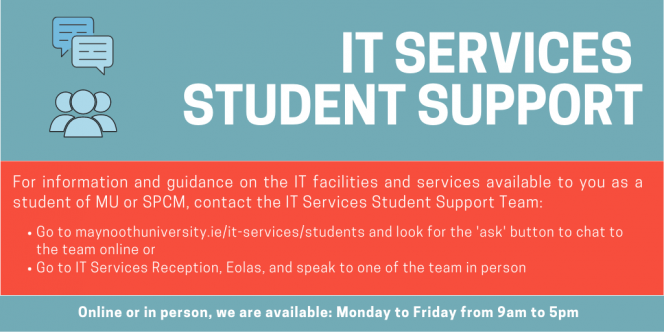 IT SERVICES
STUDENT SUPPORT
For information and guidance on the IT facilities and services available to you as a
student of MU or SPCM, contact the IT Services Student Support Team:
• Go to maynoothuniversity.ie/it-services/students and look for the 'ask' button to chat to
the team online or
• Go to IT Services Reception, Eolas, and speak to one of the team in person
Online or in person, we are available: Monday to Friday from 9am to 5pm